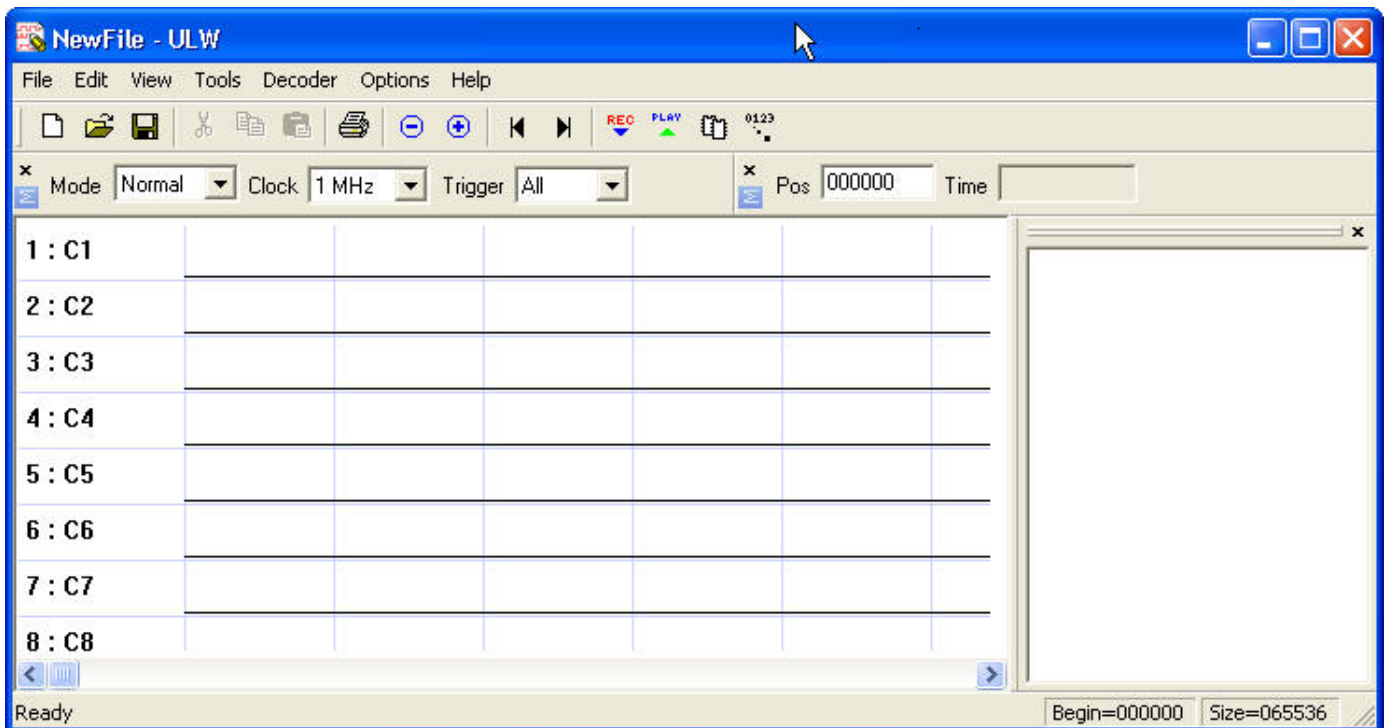 NewFile - ULW
File Edit View Tools Decoder Options Help
REC PLAY 0123
Mode Normal Clock 1 MHz Trigger All Pos 000000 Time
1 : C1
2 : C2
3 : C3
4 : C4
5 : C5
6 : C6
7 : C7
8 : C8
Ready Begin=000000 Size=065536